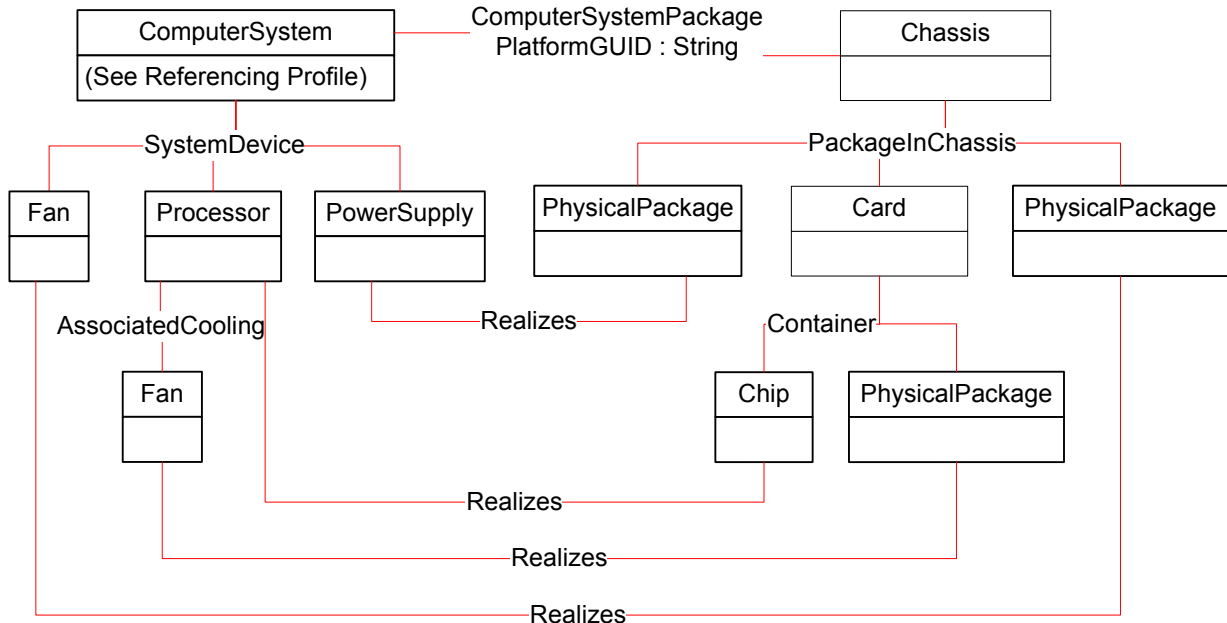 ComputerSystem
(See Referencing Profile)
ComputerSystemPackage
PlatformGUID : String
Chassis
SystemDevice
PackageInChassis
Fan
Processor
PowerSupply
PhysicalPackage
Card
PhysicalPackage
Realizes
AssociatedCooling
Container
Fan
Chip
PhysicalPackage
Realizes
Realizes
Realizes